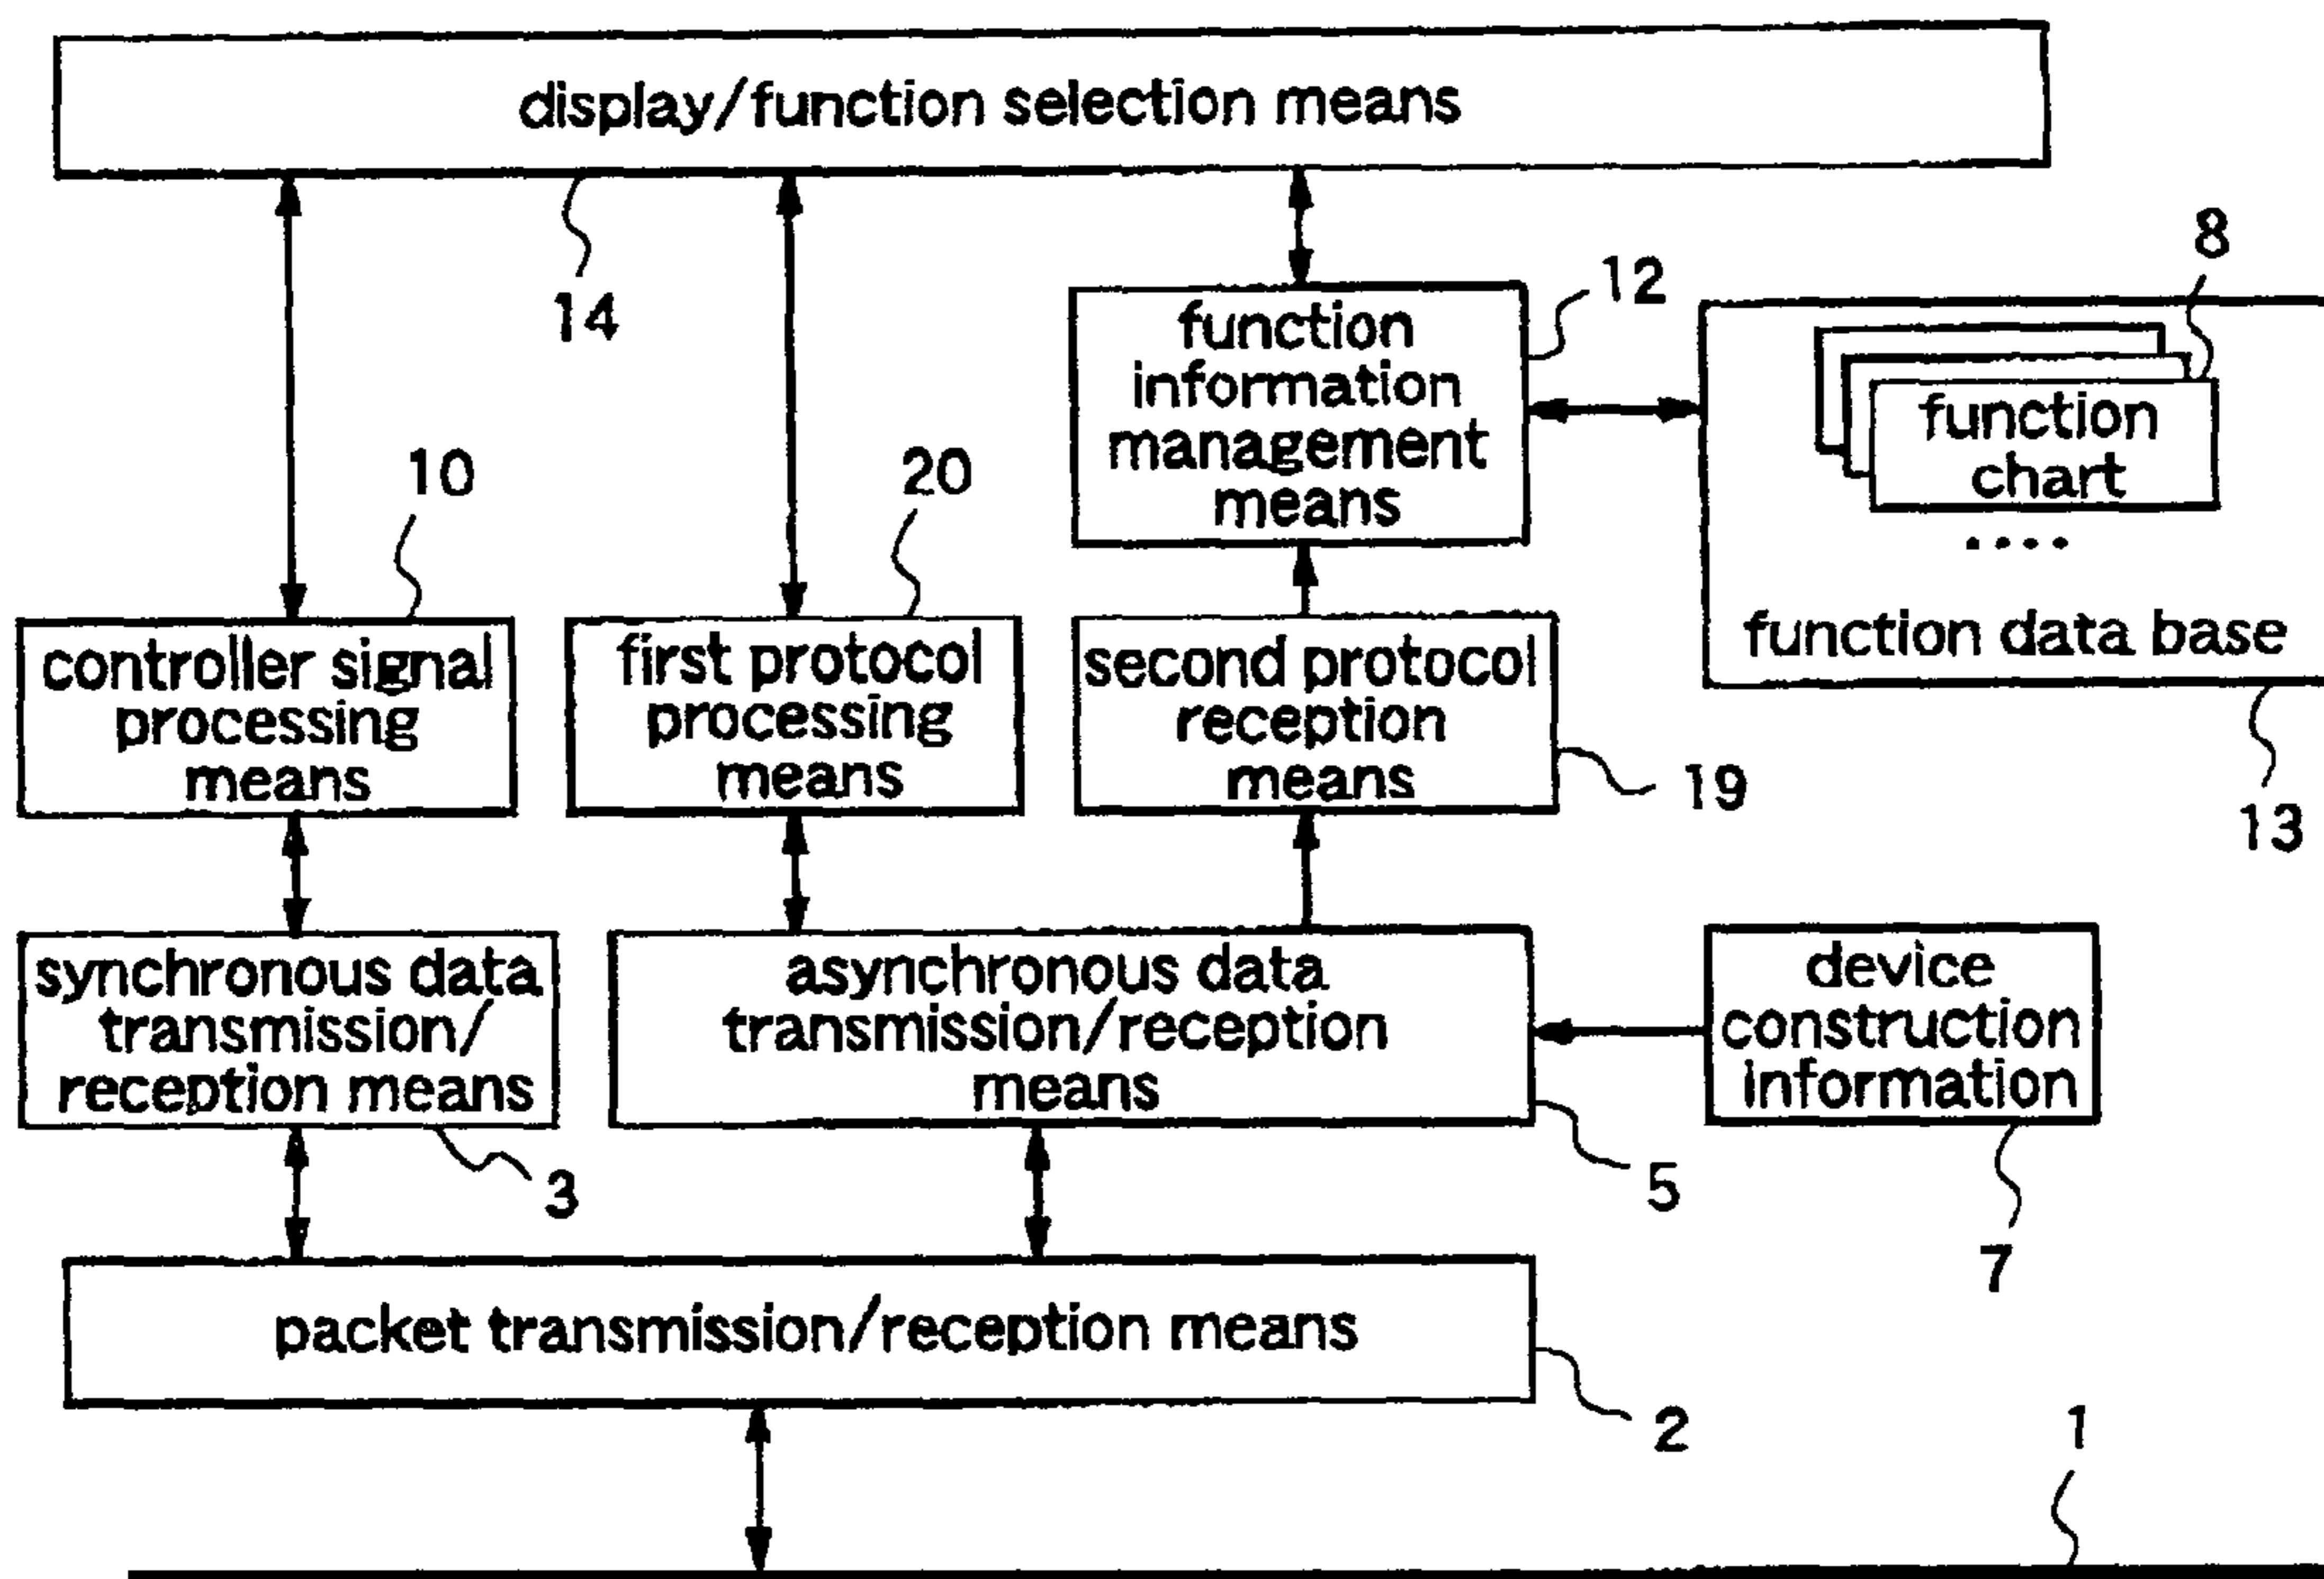 display/function selection means
14
8
12
function
information
management
means
function
chart
....
function data base
13
10
20
controller signal
processing
means
first protocol
processing
means
second protocol
reception
means
19
synchronous data
transmission/
reception means
3
asynchronous data
transmission/reception
means
5
device
construction
information
7
packet transmission/reception means
2
1